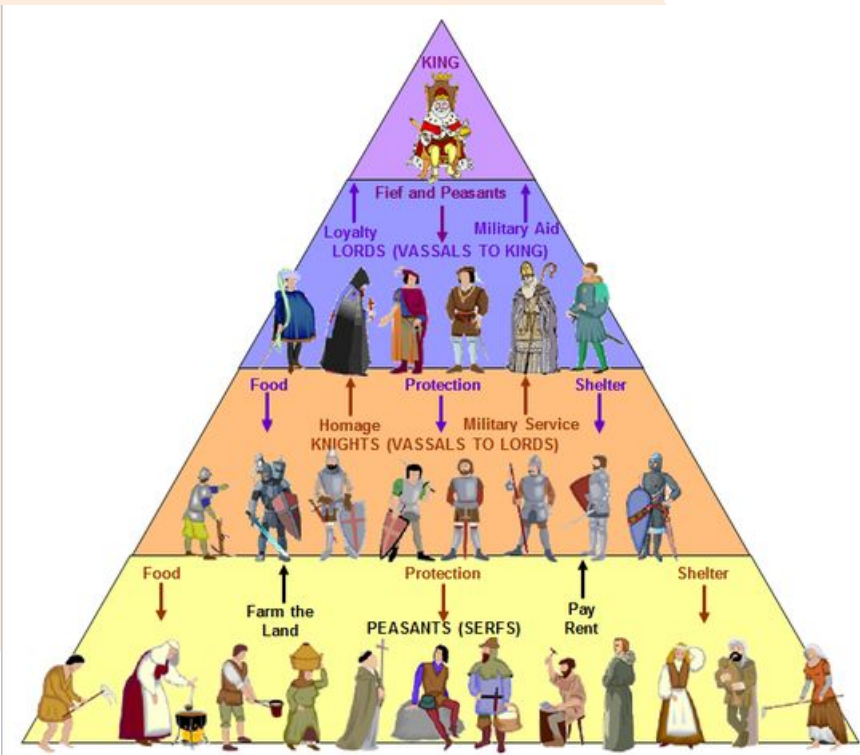 KING
Fief and Peasants
Loyalty
Military Aid
LORDS (VASSALS TO KING)
Food
Protection
Shelter
Homage
Military Service
KNIGHTS (VASSALS TO LORDS)
Food
Protection
Shelter
Farm the
Land
Pay
Rent
PEASANTS (SERFS)